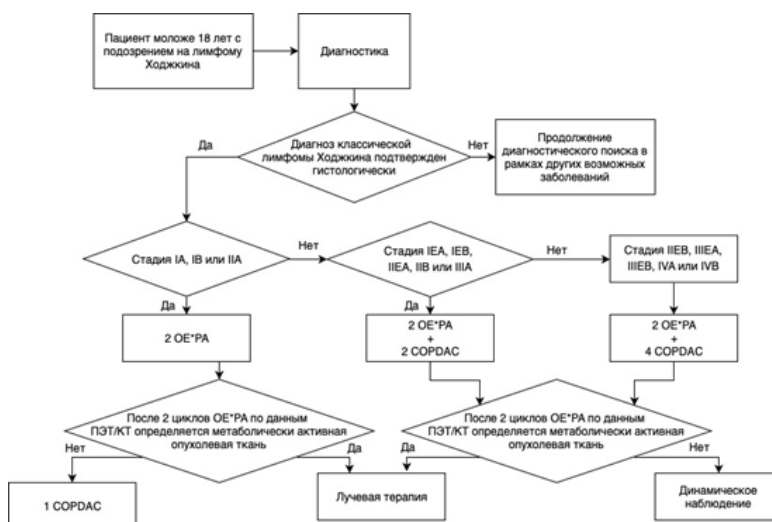 Пациент моложе 18 лет с
подозрением на лимфому
Ходжкина
Диагностика
Да
Диагноз классической
лимфомы Ходжкина подтвержден
гистологически
Нет
Продолжение
диагностического поиска в
рамках других возможных
заболеваний
Стадия IA, IB или IIA
Нет
Стадия IEA, IEB,
IIEA, IIB или IIIA
Нет
Стадия IIEB, IIIEA,
IIIEB, IVA или IVB
Да
Да
2 OE*PA
2 OE*PA
+
2 COPDAC
2 OE*PA
+
4 COPDAC
После 2 циклов OE*PA по данным
ПЭТ/КТ определяется метаболически активная
опухолевая ткань
После 2 циклов OE*PA по данным
ПЭТ/КТ определяется метаболически активная
опухолевая ткань
Нет
Да
Да
Нет
1 COPDAC
Лучевая терапия
Динамическое
наблюдение